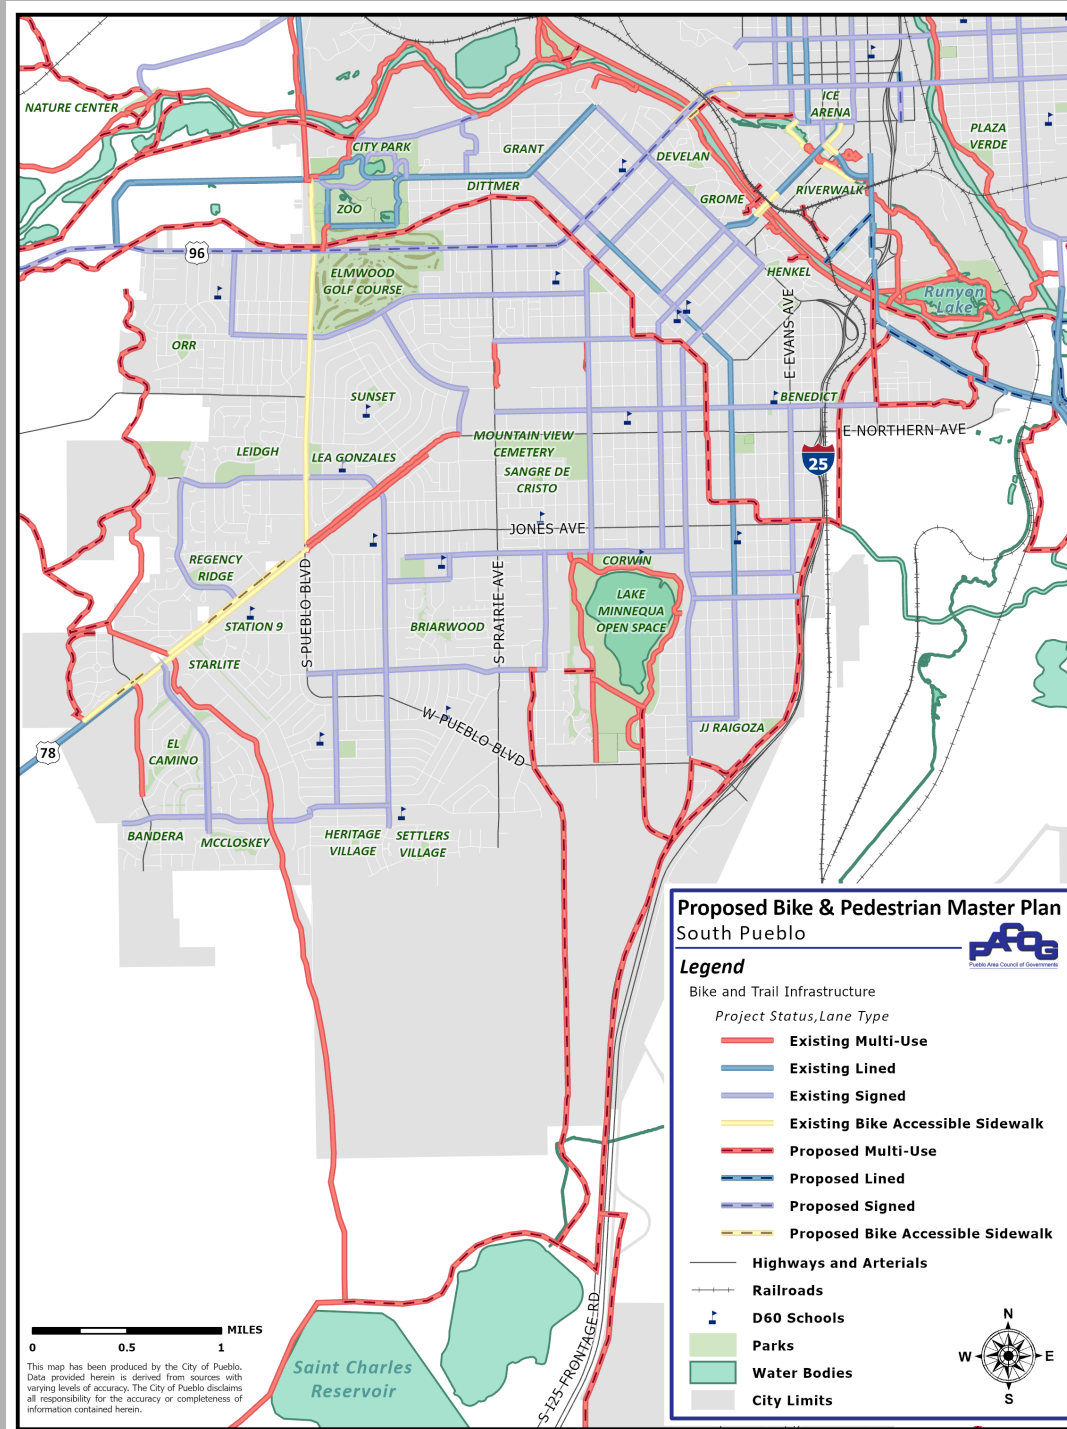 NATURE CENTER
ICE
ARENA
PLAZA
VERDE
CITY PARK
GRANT
DEVELAN
DITTMER
RIVERWALK
GROME
ZOO
96
ELMWOOD
GOLF COURSE
HENKEL
Runyon
Lake
E EVANS AVE
ORR
SUNSET
BENEDICT
E NORTHERN AVE
MOUNTAIN VIEW
CEMETERY
LEIDGH
LEA GONZALES
SANGRE DE
CRISTO
25
JONES AVE
REGENCY
RIDGE
CORWIN
S PUEBLO BLVD
S PRAIRIE AVE
LAKE
MINNEQUA
OPEN SPACE
STATION 9
BRIARWOOD
STARLITE
W PUEBLO BLVD
JJ RAIGOZA
78
EL
CAMINO
BANDERA
MCCLOSKEY
HERITAGE
VILLAGE
SETTLERS
VILLAGE
Proposed Bike & Pedestrian Master Plan
South Pueblo
PACOG
Pueblo Area Council of Governments
Legend
Bike and Trail Infrastructure
Project Status,Lane Type
Existing Multi-Use
Existing Lined
Existing Signed
Existing Bike Accessible Sidewalk
Proposed Multi-Use
Proposed Lined
Proposed Signed
Proposed Bike Accessible Sidewalk
Highways and Arterials
Railroads
D60 Schools
Parks
Water Bodies
City Limits
N
W E
S
S I25 FRONTAGE RD
Saint Charles
Reservoir
MILES
0 0.5 1
This map has been produced by the City of Pueblo.
Data provided herein is derived from sources with
varying levels of accuracy. The City of Pueblo disclaims
all responsibility for the accuracy or completeness of
information contained herein.